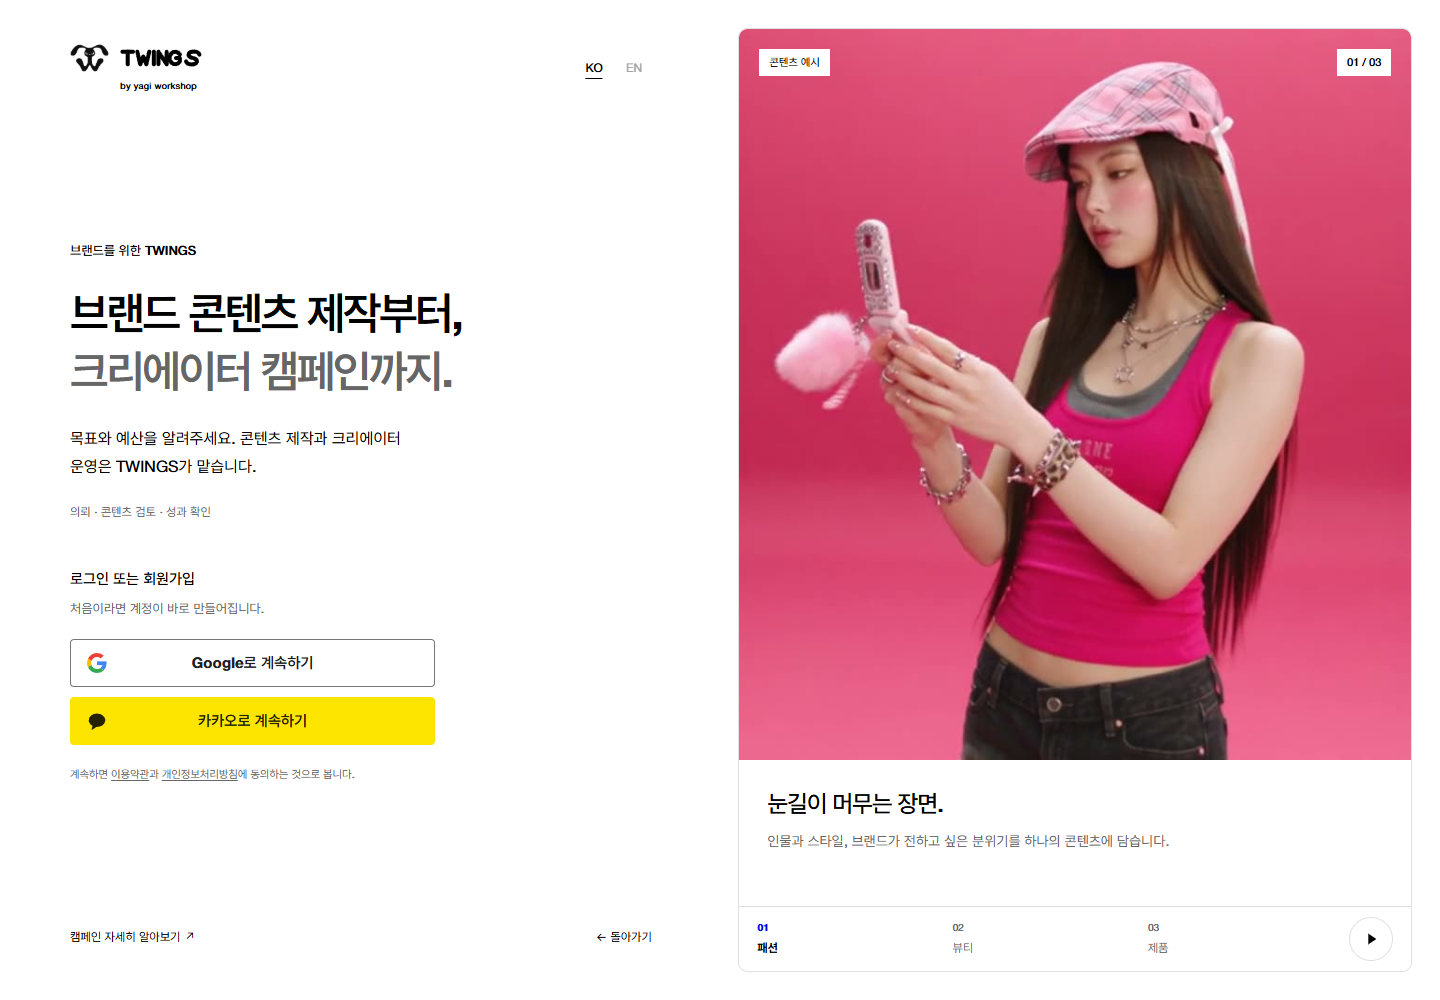 TWINGS
by yagi workshop
KO EN
브랜드를 위한 TWINGS
브랜드 콘텐츠 제작부터,
크리에이터 캠페인까지.
목표와 예산을 알려주세요. 콘텐츠 제작과 크리에이터
운영은 TWINGS가 맡습니다.
의뢰 · 콘텐츠 검토 · 성과 확인
로그인 또는 회원가입
처음이라면 계정이 바로 만들어집니다.
Google로 계속하기
카카오로 계속하기
계속하면 이용약관과 개인정보처리방침에 동의하는 것으로 봅니다.
캠페인 자세히 알아보기 ↗
← 돌아가기
콘텐츠 예시
01 / 03
눈길이 머무는 장면.
인물과 스타일, 브랜드가 전하고 싶은 분위기를 하나의 콘텐츠에 담습니다.
01 02 03
패션 뷰티 제품